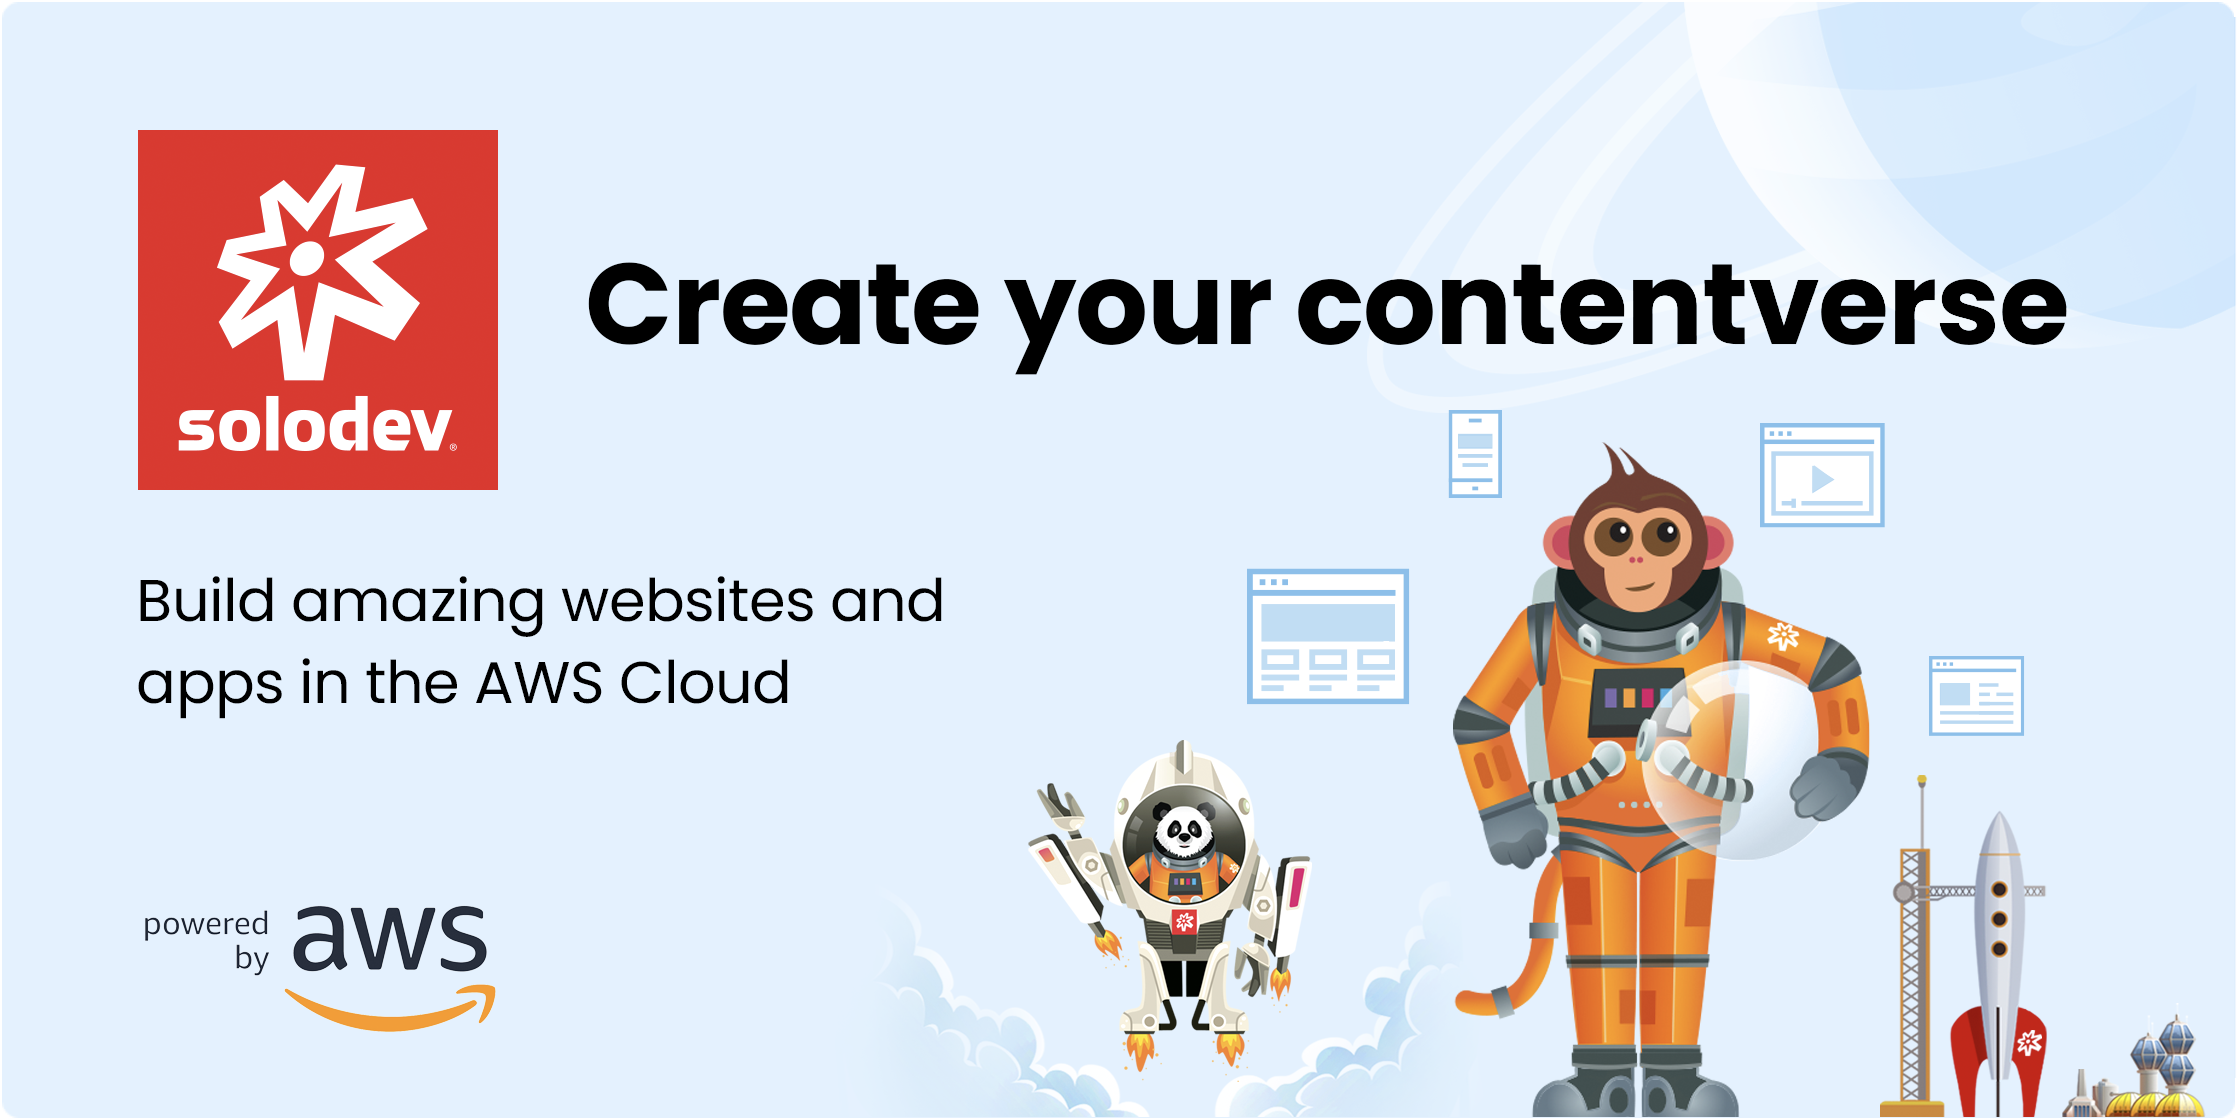 solodev®
Create your contentverse
Build amazing websites and
apps in the AWS Cloud
powered
by
aws